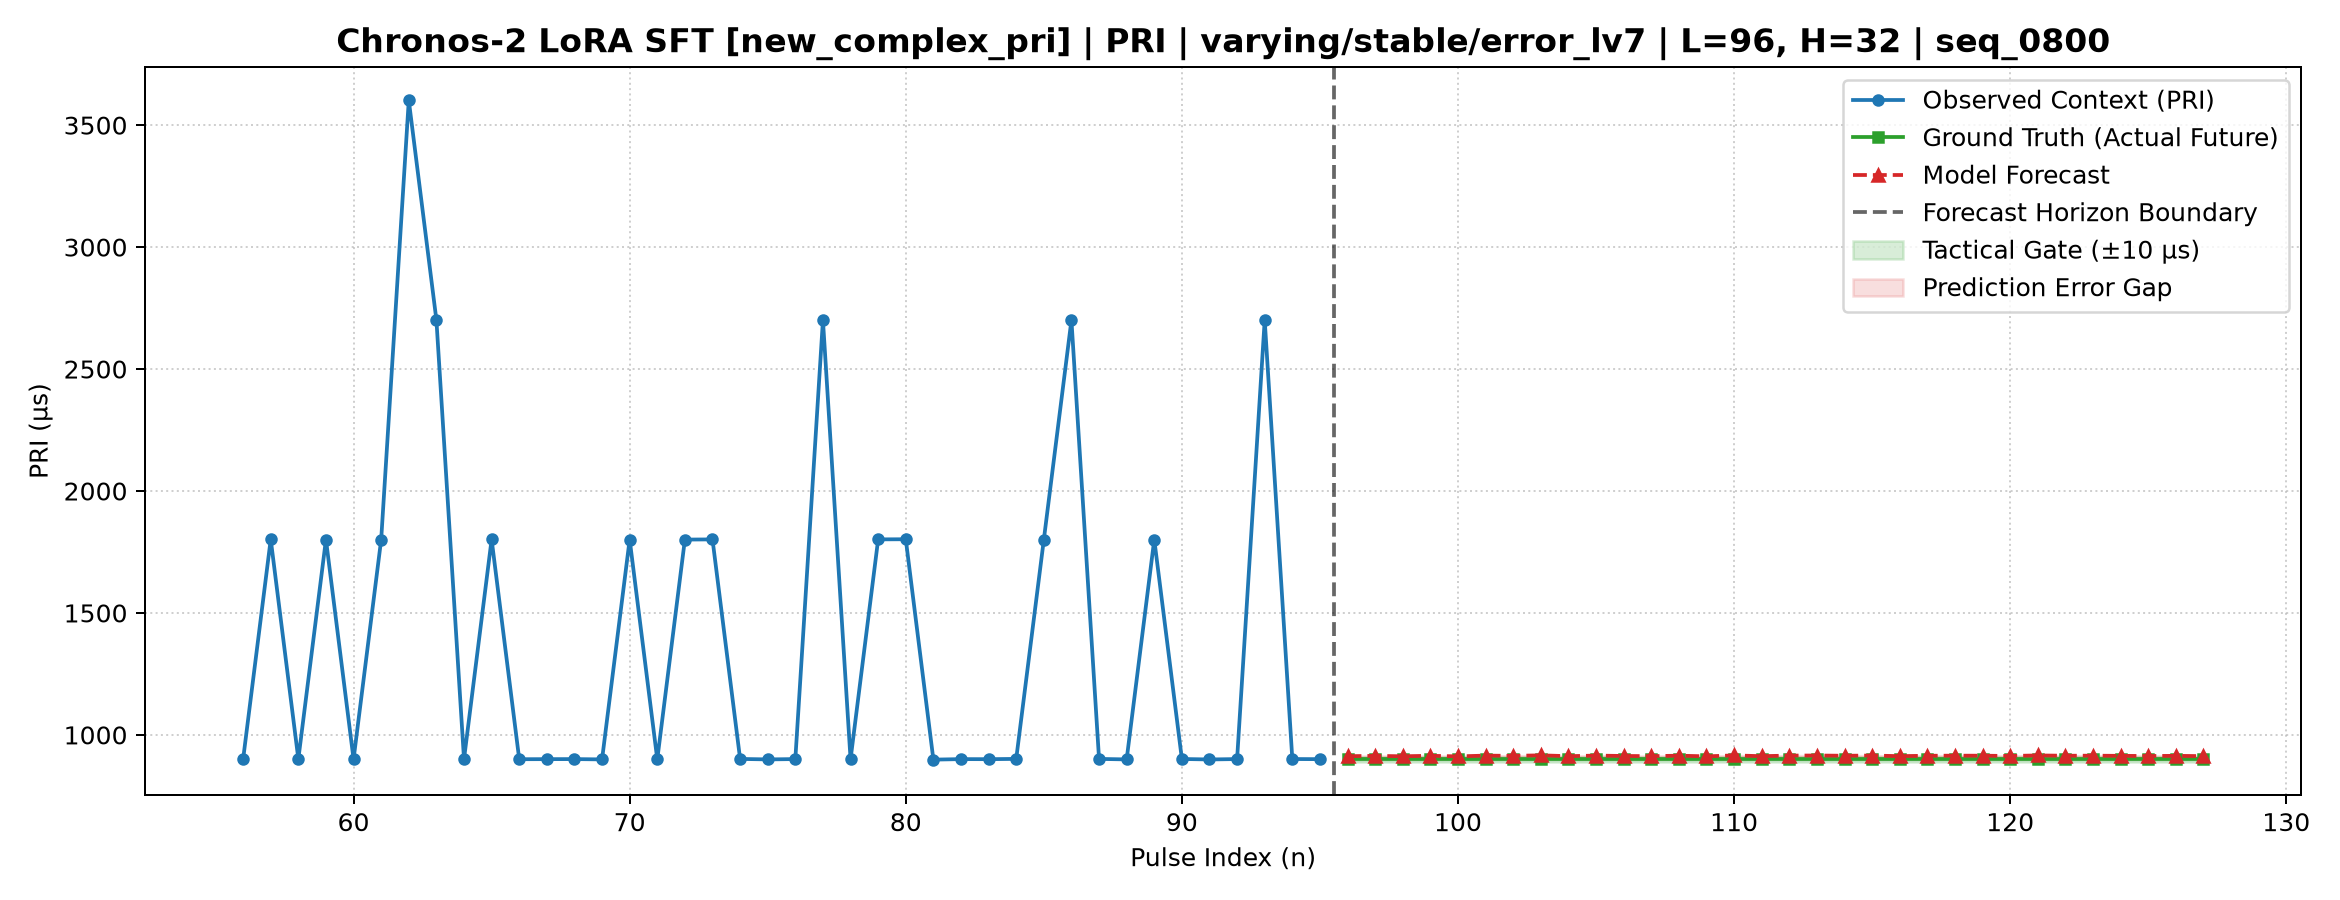 Chronos-2 LoRA SFT [new_complex_pri] | PRI | varying/stable/error_lv7 | L=96, H=32 | seq_0800
Observed Context (PRI)
Ground Truth (Actual Future)
Model Forecast
Forecast Horizon Boundary
Tactical Gate (±10 µs)
Prediction Error Gap
PRI (µs)
3500
3000
2500
2000
1500
1000
60 70 80 90 100 110 120 130
Pulse Index (n)